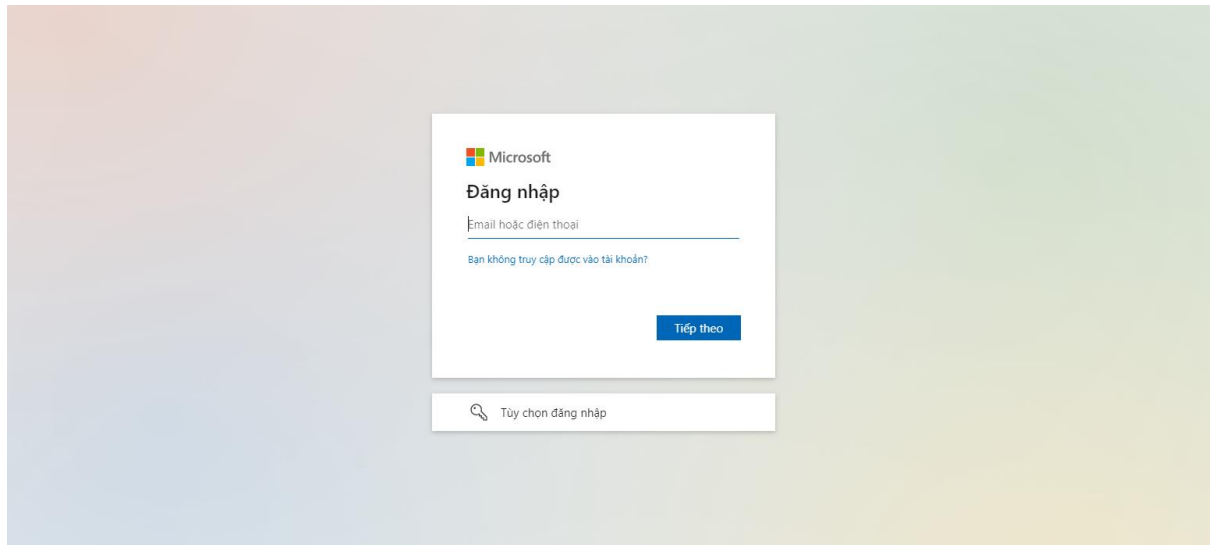 Microsoft
Đăng nhập
Email hoặc điện thoại
Bạn không truy cập được vào tài khoản?
Tiếp theo
Tùy chọn đăng nhập